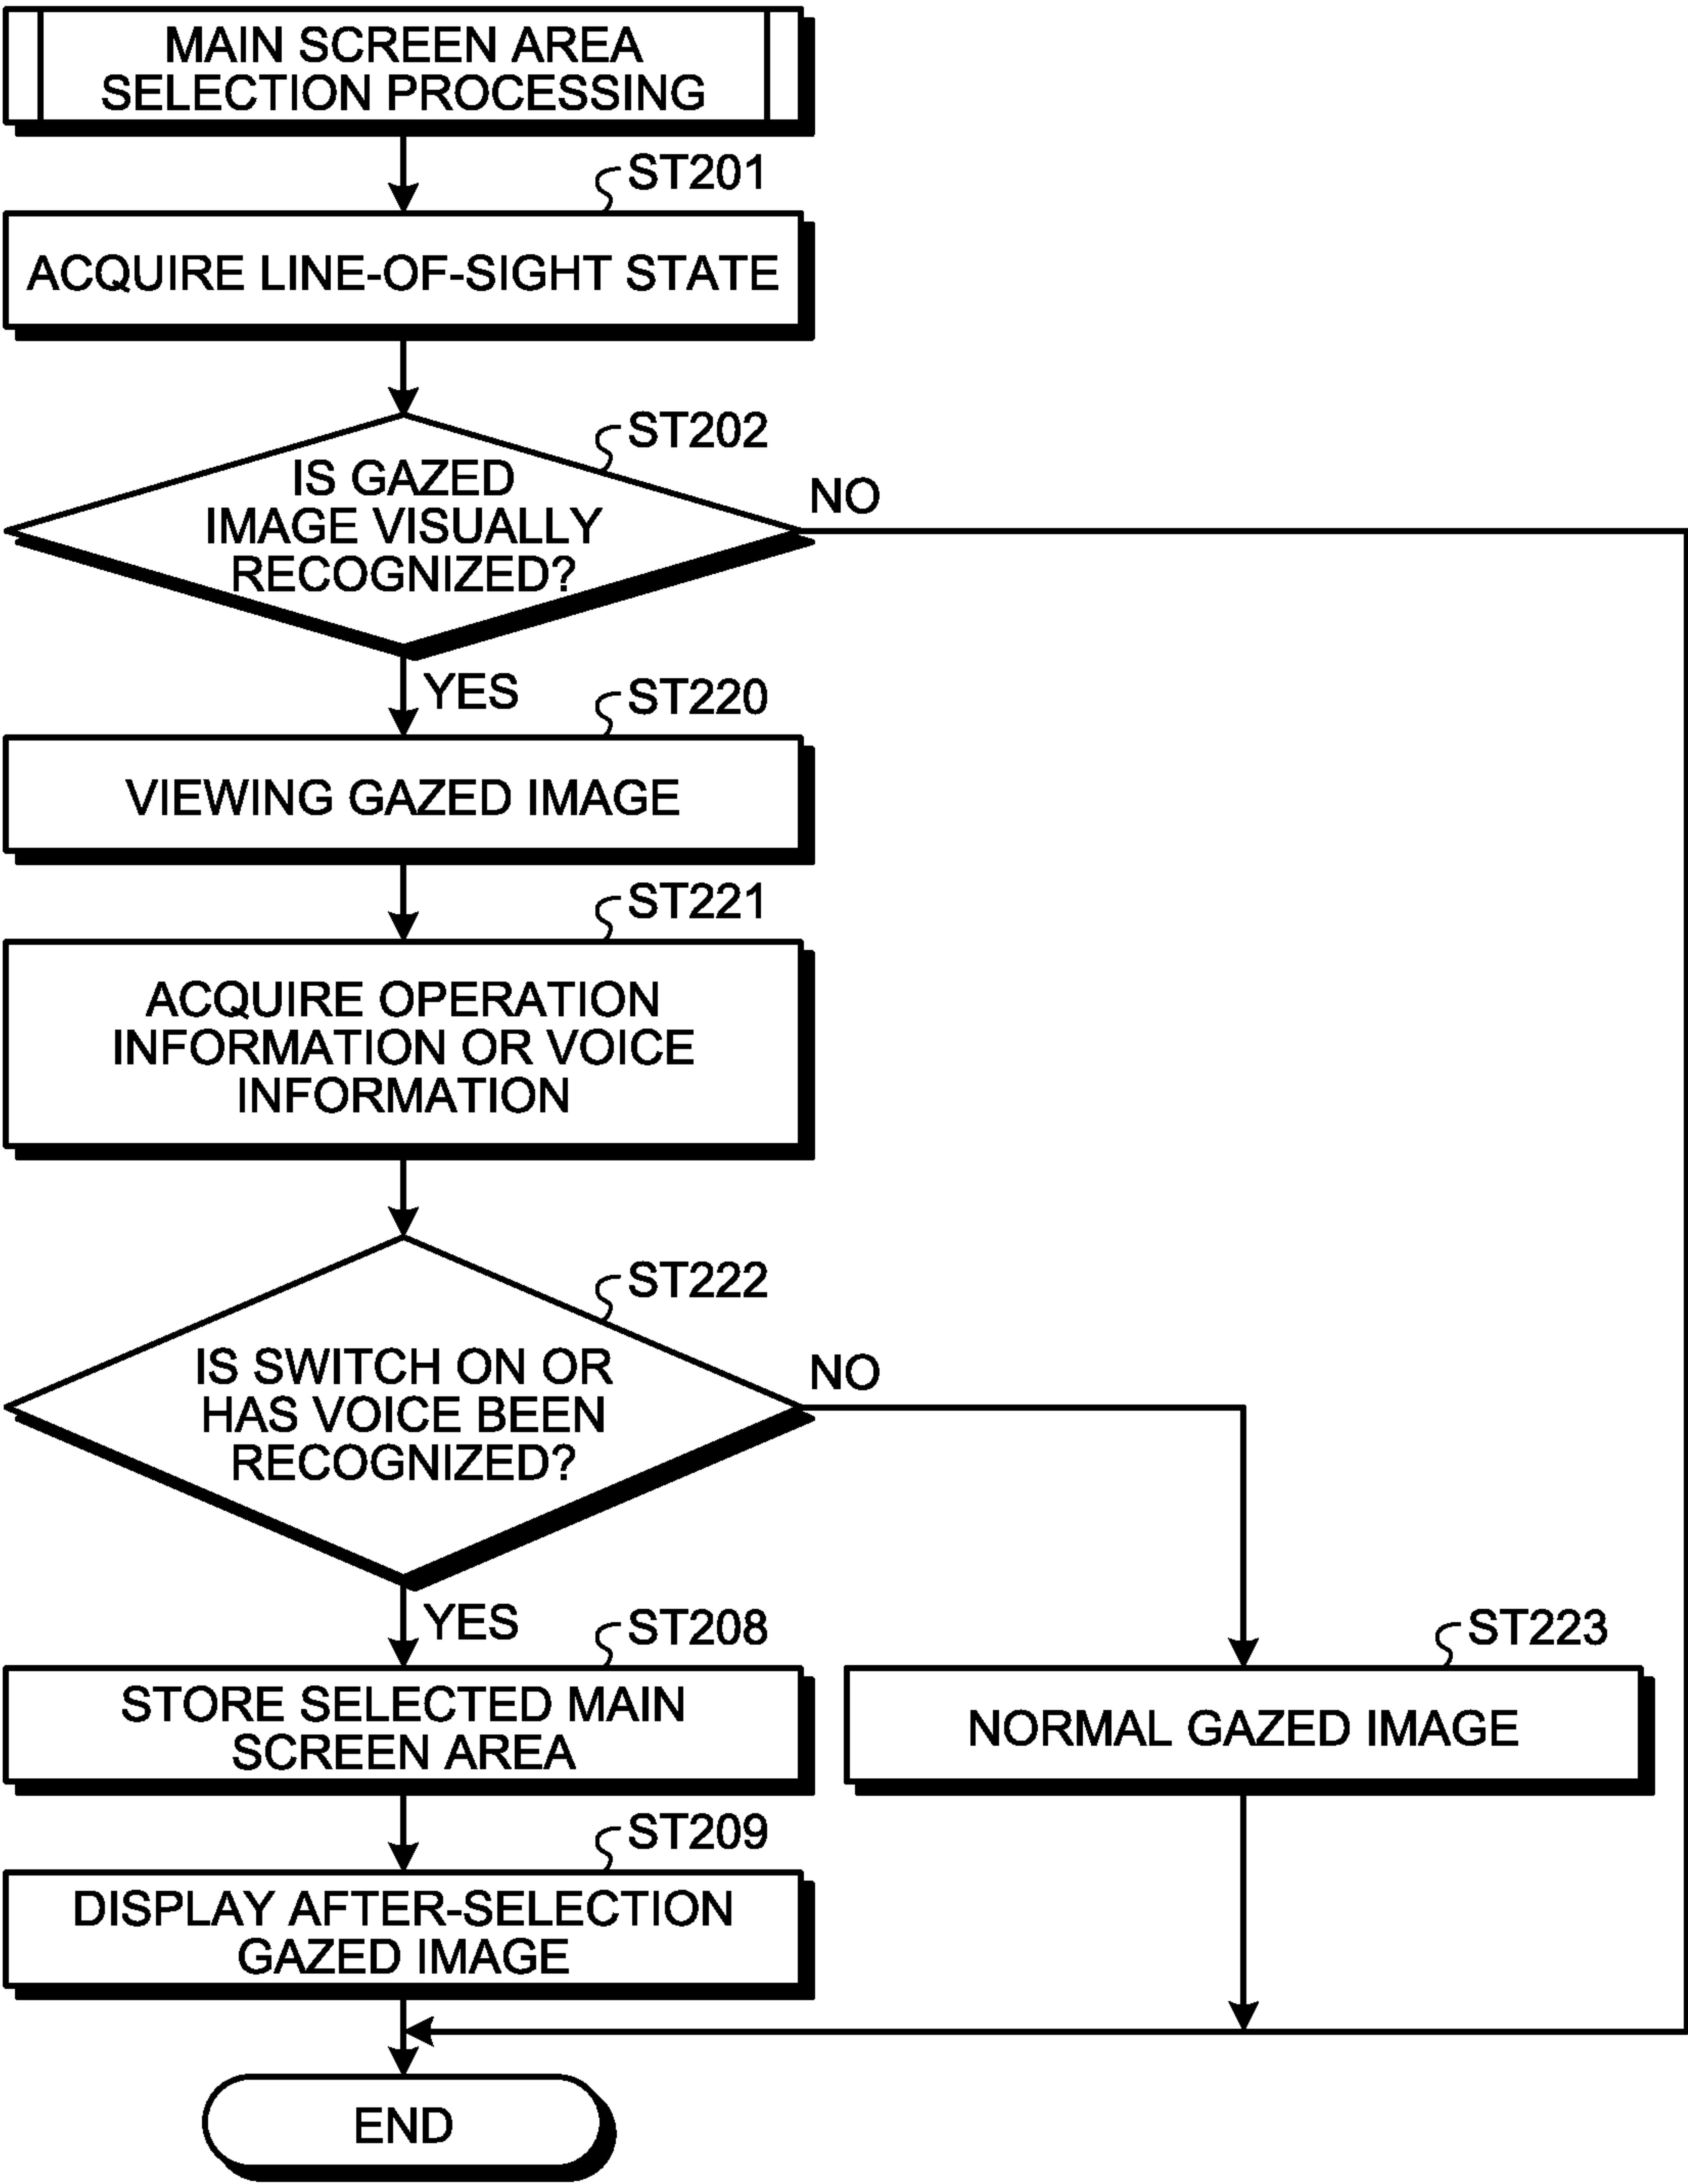 MAIN SCREEN AREA
SELECTION PROCESSING
ST201
ACQUIRE LINE-OF-SIGHT STATE
ST202
IS GAZED
IMAGE VISUALLY
RECOGNIZED?
NO
YES
ST220
VIEWING GAZED IMAGE
ST221
ACQUIRE OPERATION
INFORMATION OR VOICE
INFORMATION
ST222
IS SWITCH ON OR
HAS VOICE BEEN
RECOGNIZED?
NO
YES
ST208
STORE SELECTED MAIN
SCREEN AREA
ST223
NORMAL GAZED IMAGE
ST209
DISPLAY AFTER-SELECTION
GAZED IMAGE
END